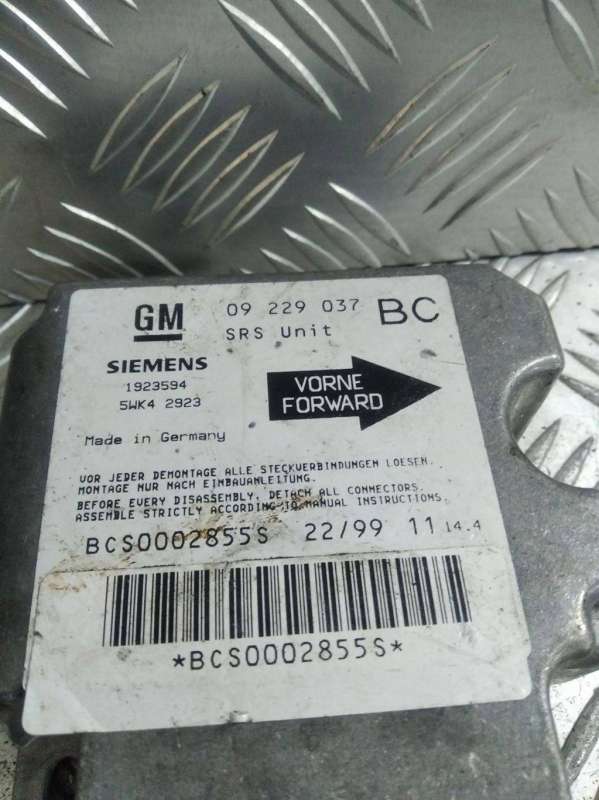 GM 09 229 037 BC
SRS Unit
SIEMENS
1923594
5WK4 2923
VORNE
FORWARD
Made in Germany
VOR JEDER DEMONTAGE ALLE STECKVERBINDUNGEN LOESEN.
MONTAGE NUR NACH EINBAUANLEITUNG.
BEFORE EVERY DISASSEMBLY, DETACH ALL CONNECTORS.
ASSEMBLE STRICTLY ACCORDING TO MANUAL INSTRUCTIONS.
BCS0002855S 22/99 11 14.4
*BCS0002855S*